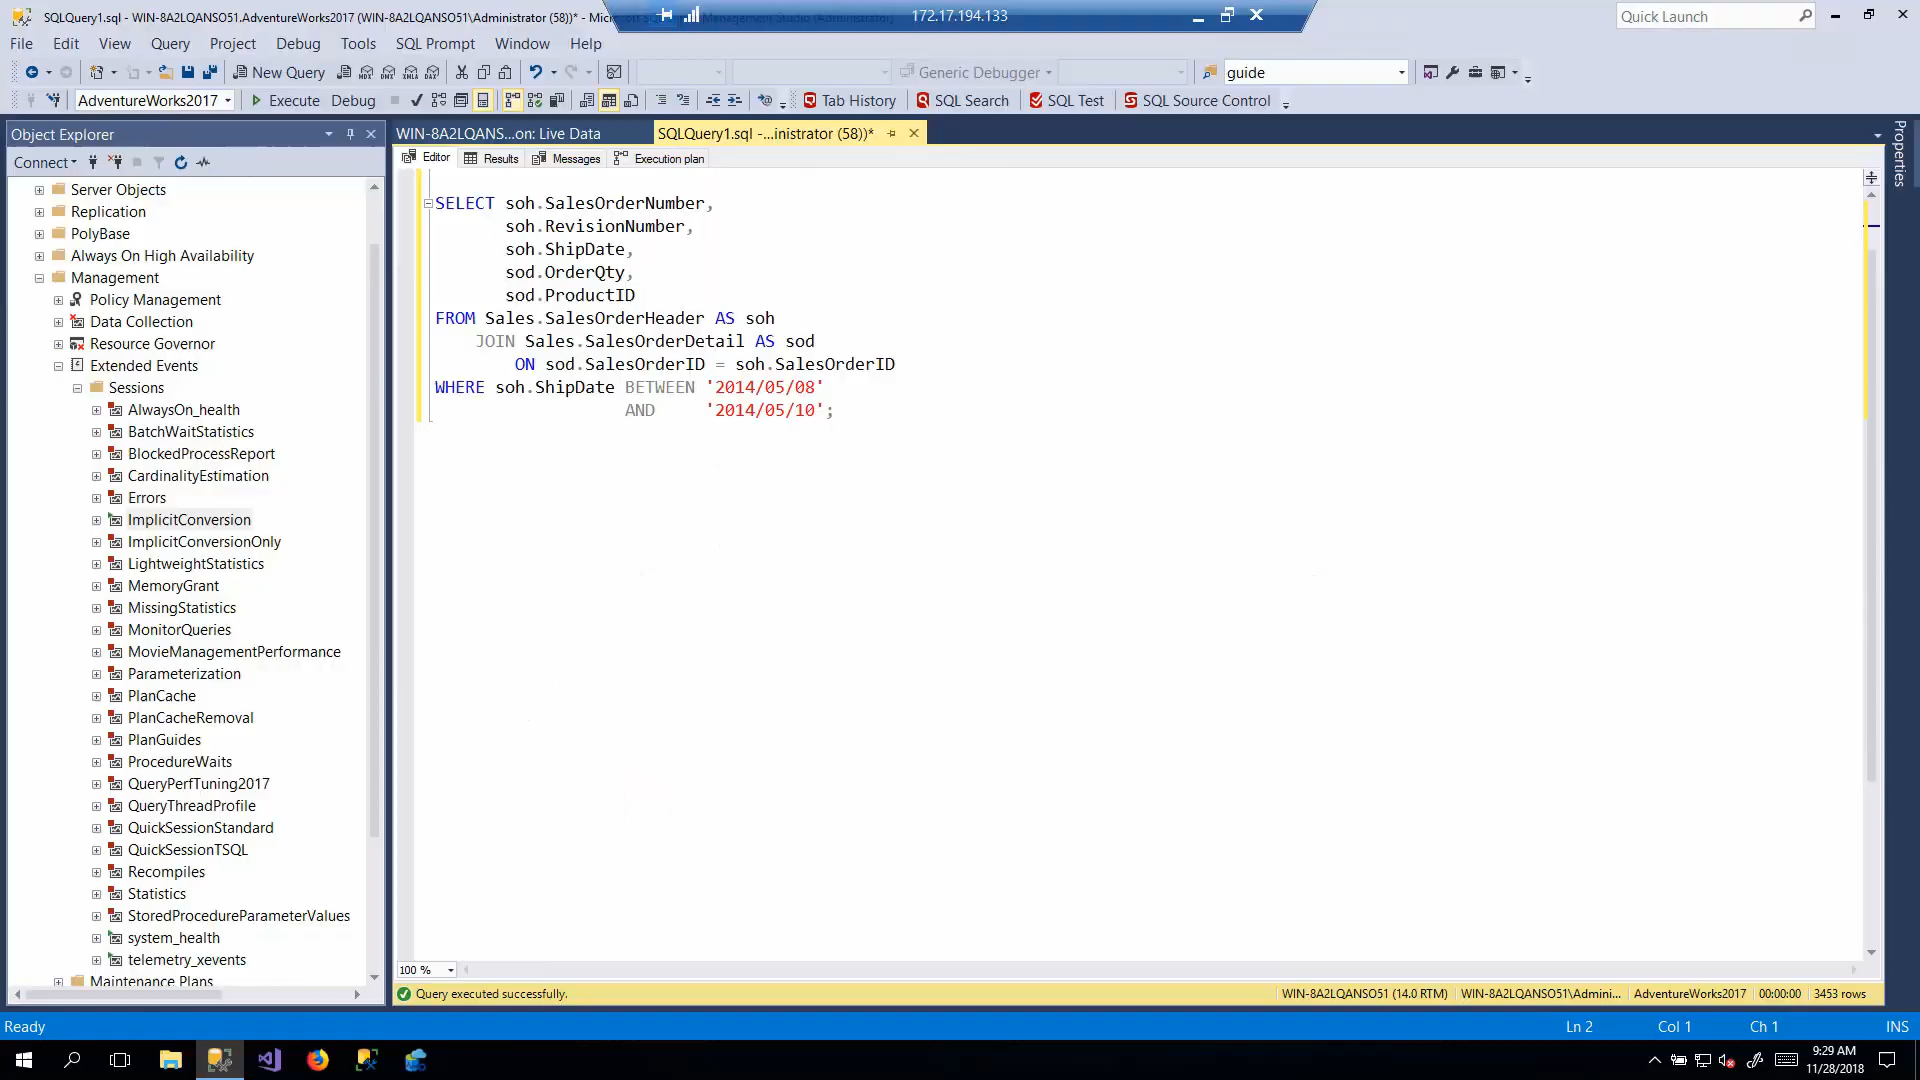 SQLQuery1.sql - WIN-8A2LQANSO51.AdventureWorks2017 (WIN-8A2LQANSO51\Administrator (58))* - Mic
172.17.194.133
Quick Launch
File Edit View Query Project Debug Tools SQL Prompt Window Help
New Query
Generic Debugger
guide
AdventureWorks2017
Execute Debug
Tab History
SQL Search
SQL Test
SQL Source Control
Object Explorer
WIN-8A2LQANS...on: Live Data
SQLQuery1.sql -...inistrator (58))*
Properties
Connect
Editor
Results
Messages
Execution plan
Server Objects
Replication
PolyBase
Always On High Availability
Management
Policy Management
Data Collection
Resource Governor
Extended Events
Sessions
AlwaysOn_health
BatchWaitStatistics
BlockedProcessReport
CardinalityEstimation
Errors
ImplicitConversion
ImplicitConversionOnly
LightweightStatistics
MemoryGrant
MissingStatistics
MonitorQueries
MovieManagementPerformance
Parameterization
PlanCache
PlanCacheRemoval
PlanGuides
ProcedureWaits
QueryPerfTuning2017
QueryThreadProfile
QuickSessionStandard
QuickSessionTSQL
Recompiles
Statistics
StoredProcedureParameterValues
system_health
telemetry_xevents
Maintenance Plans
SELECT soh.SalesOrderNumber,
soh.RevisionNumber,
soh.ShipDate,
sod.OrderQty,
sod.ProductID
FROM Sales.SalesOrderHeader AS soh
JOIN Sales.SalesOrderDetail AS sod
ON sod.SalesOrderID = soh.SalesOrderID
WHERE soh.ShipDate BETWEEN '2014/05/08'
AND '2014/05/10';
100 %
Query executed successfully.
WIN-8A2LQANSO51 (14.0 RTM)
WIN-8A2LQANSO51\Admini...
AdventureWorks2017
00:00:00
3453 rows
Ready
Ln 2
Col 1
Ch 1
INS
9:29 AM
11/28/2018